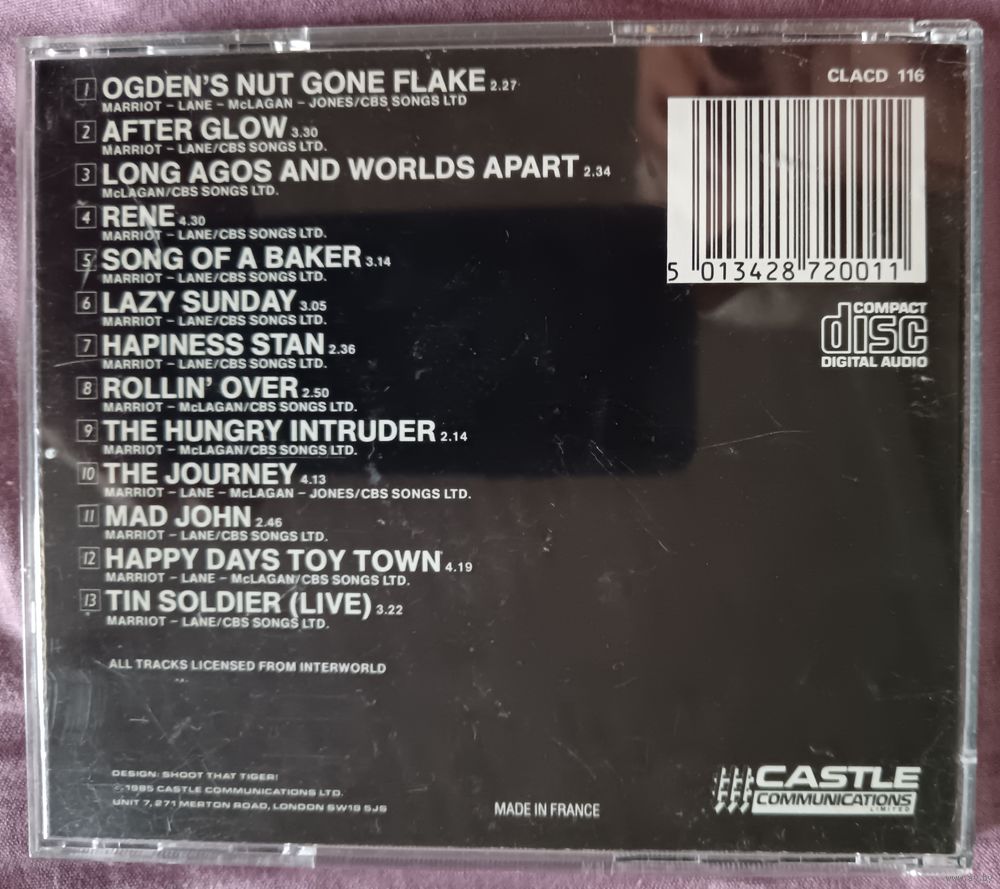 1 OGDEN'S NUT GONE FLAKE 2.27
MARRIOT – LANE – McLAGAN – JONES/CBS SONGS LTD
2 AFTER GLOW 3.30
MARRIOT – LANE/CBS SONGS LTD.
3 LONG AGOS AND WORLDS APART 2.34
McLAGAN/CBS SONGS LTD.
4 RENE 4.30
MARRIOT – LANE/CBS SONGS LTD.
5 SONG OF A BAKER 3.14
MARRIOT – LANE/CBS SONGS LTD.
6 LAZY SUNDAY 3.05
MARRIOT – LANE/CBS SONGS LTD.
7 HAPINESS STAN 2.36
MARRIOT – LANE/CBS SONGS LTD.
8 ROLLIN' OVER 2.50
MARRIOT – McLAGAN/CBS SONGS LTD.
9 THE HUNGRY INTRUDER 2.14
MARRIOT – McLAGAN/CBS SONGS LTD.
10 THE JOURNEY 4.13
MARRIOT – LANE – McLAGAN – JONES/CBS SONGS LTD.
11 MAD JOHN 2.46
MARRIOT – LANE/CBS SONGS LTD.
12 HAPPY DAYS TOY TOWN 4.19
MARRIOT – LANE – McLAGAN/CBS SONGS LTD.
13 TIN SOLDIER (LIVE) 3.22
MARRIOT – LANE/CBS SONGS LTD.
ALL TRACKS LICENSED FROM INTERWORLD
CLACD 116
5 013428 720011
COMPACT
disc
DIGITAL AUDIO
DESIGN: SHOOT THAT TIGER!
© 1985 CASTLE COMMUNICATIONS LTD.
UNIT 7, 271 MERTON ROAD, LONDON SW18 5JS
MADE IN FRANCE
CASTLE
COMMUNICATIONS
LIMITED